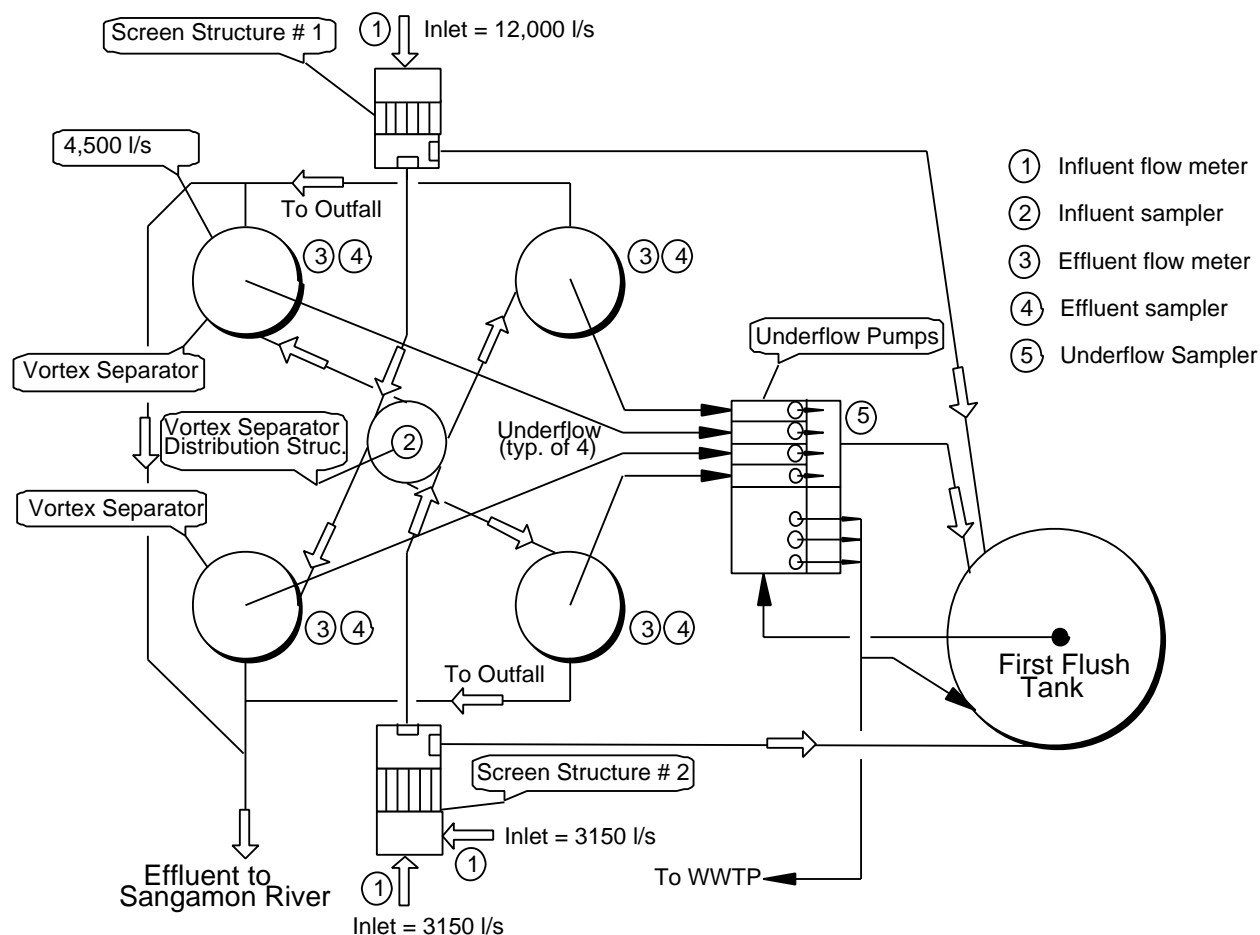 Screen Structure # 1
1
Inlet = 12,000 l/s
4,500 l/s
To Outfall
3 4
3 4
1 Influent flow meter
2 Influent sampler
3 Effluent flow meter
4 Effluent sampler
5 Underflow Sampler
Vortex Separator
Underflow Pumps
5
Vortex Separator
Distribution Struc.
2
Underflow
(typ. of 4)
Vortex Separator
3 4
3 4
To Outfall
First Flush
Tank
Screen Structure # 2
Inlet = 3150 l/s
1
1
Inlet = 3150 l/s
Effluent to
Sangamon River
To WWTP